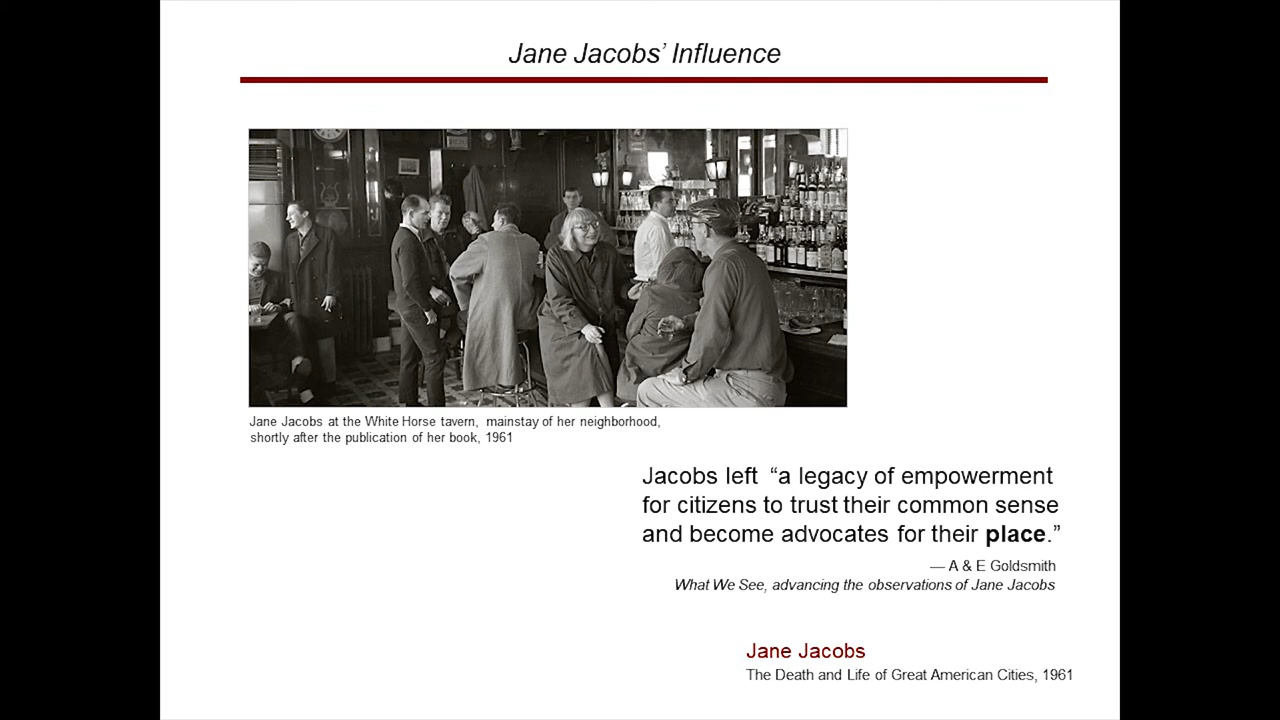 Jane Jacobs’ Influence
Jane Jacobs at the White Horse tavern, mainstay of her neighborhood,
shortly after the publication of her book, 1961
Jacobs left “a legacy of empowerment
for citizens to trust their common sense
and become advocates for their place.”
— A & E Goldsmith
What We See, advancing the observations of Jane Jacobs
Jane Jacobs
The Death and Life of Great American Cities, 1961